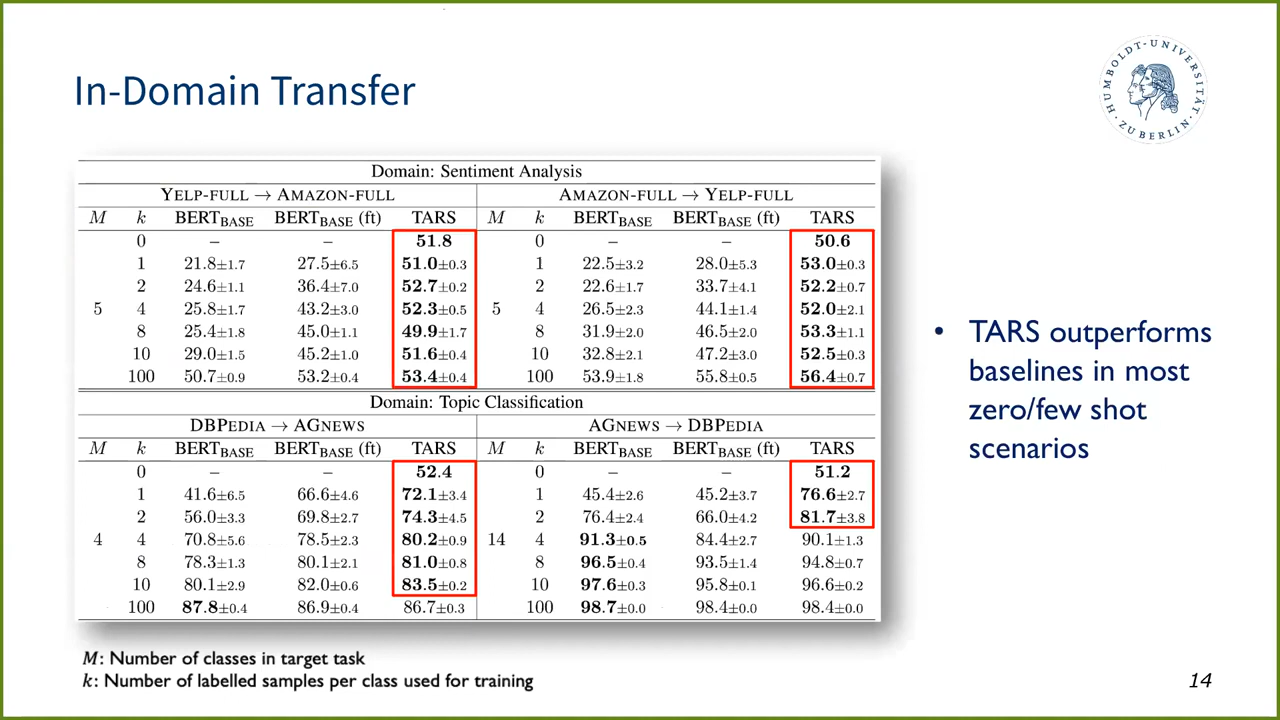 In-Domain Transfer
HUMBOLDT-UNIVERSITÄT ZU BERLIN
Domain: Sentiment Analysis
YELP-FULL → AMAZON-FULL AMAZON-FULL → YELP-FULL
M k BERTBASE BERTBASE (ft) TARS M k BERTBASE BERTBASE (ft) TARS
0 – – 51.8 0 – – 50.6
1 21.8±1.7 27.5±6.5 51.0±0.3 1 22.5±3.2 28.0±5.3 53.0±0.3
2 24.6±1.1 36.4±7.0 52.7±0.2 2 22.6±1.7 33.7±4.1 52.2±0.7
5 4 25.8±1.7 43.2±3.0 52.3±0.5 5 4 26.5±2.3 44.1±1.4 52.0±2.1
8 25.4±1.8 45.0±1.1 49.9±1.7 8 31.9±2.0 46.5±2.0 53.3±1.1
10 29.0±1.5 45.2±1.0 51.6±0.4 10 32.8±2.1 47.2±3.0 52.5±0.3
100 50.7±0.9 53.2±0.4 53.4±0.4 100 53.9±1.8 55.8±0.5 56.4±0.7
Domain: Topic Classification
DBPEDIA → AGNEWS AGNEWS → DBPEDIA
M k BERTBASE BERTBASE (ft) TARS M k BERTBASE BERTBASE (ft) TARS
0 – – 52.4 0 – – 51.2
1 41.6±6.5 66.6±4.6 72.1±3.4 1 45.4±2.6 45.2±3.7 76.6±2.7
2 56.0±3.3 69.8±2.7 74.3±4.5 2 76.4±2.4 66.0±4.2 81.7±3.8
4 4 70.8±5.6 78.5±2.3 80.2±0.9 14 4 91.3±0.5 84.4±2.7 90.1±1.3
8 78.3±1.3 80.1±2.1 81.0±0.8 8 96.5±0.4 93.5±1.4 94.8±0.7
10 80.1±2.9 82.0±0.6 83.5±0.2 10 97.6±0.3 95.8±0.1 96.6±0.2
100 87.8±0.4 86.9±0.4 86.7±0.3 100 98.7±0.0 98.4±0.0 98.4±0.0
• TARS outperforms
baselines in most
zero/few shot
scenarios
M: Number of classes in target task
k: Number of labelled samples per class used for training
14